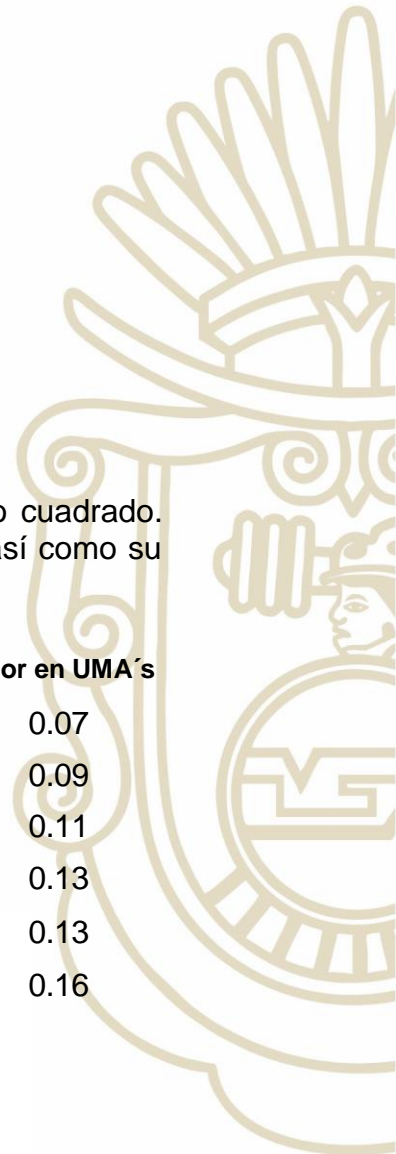 o cuadrado.
así como su
or en UMA´s
0.07
0.09
0.11
0.13
0.13
0.16